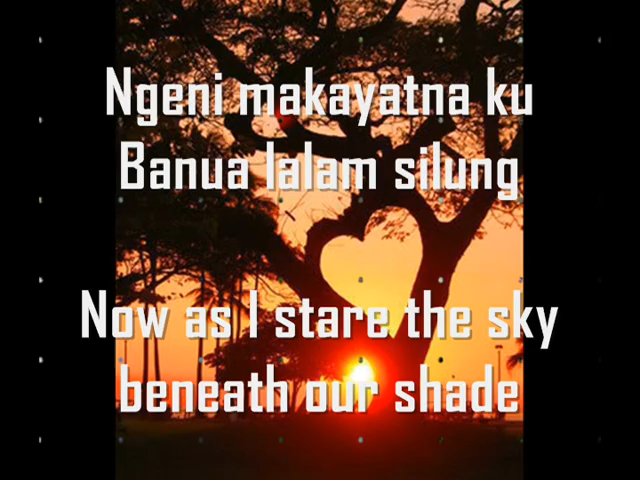 Ngeni makayatna ku
Banua lalam silung
Now as I stare the sky
beneath our shade